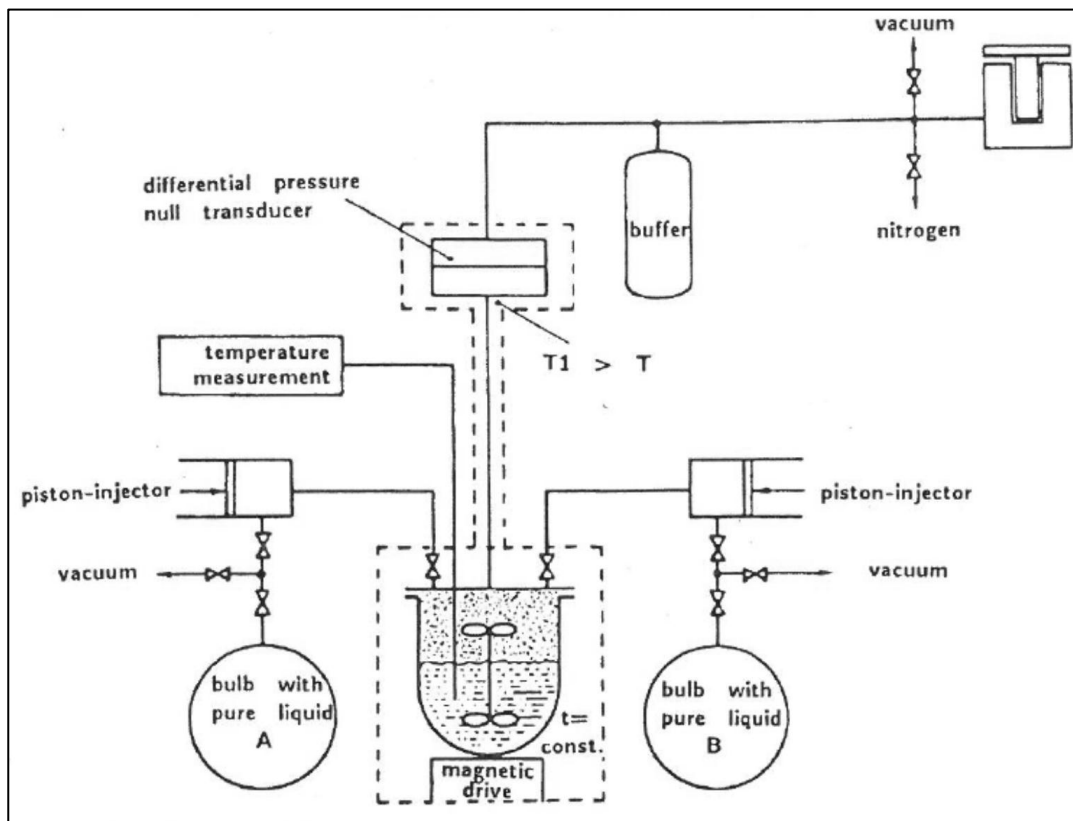 vacuum
differential pressure
null transducer
buffer
nitrogen
T1 > T
temperature
measurement
piston-injector
piston-injector
vacuum
vacuum
bulb with
pure liquid
A
t=
const.
magnetic
drive
bulb with
pure liquid
B